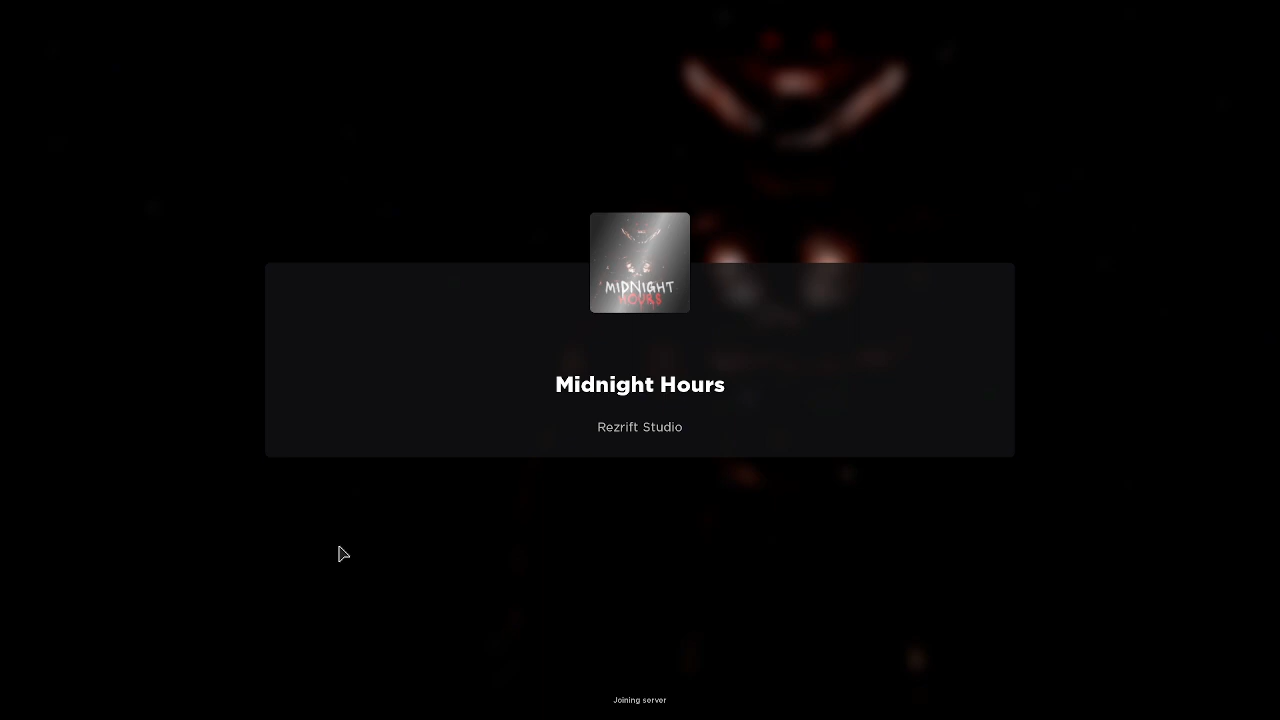 MIDNIGHT
HOURS
Midnight Hours
Rezrift Studio
Joining server